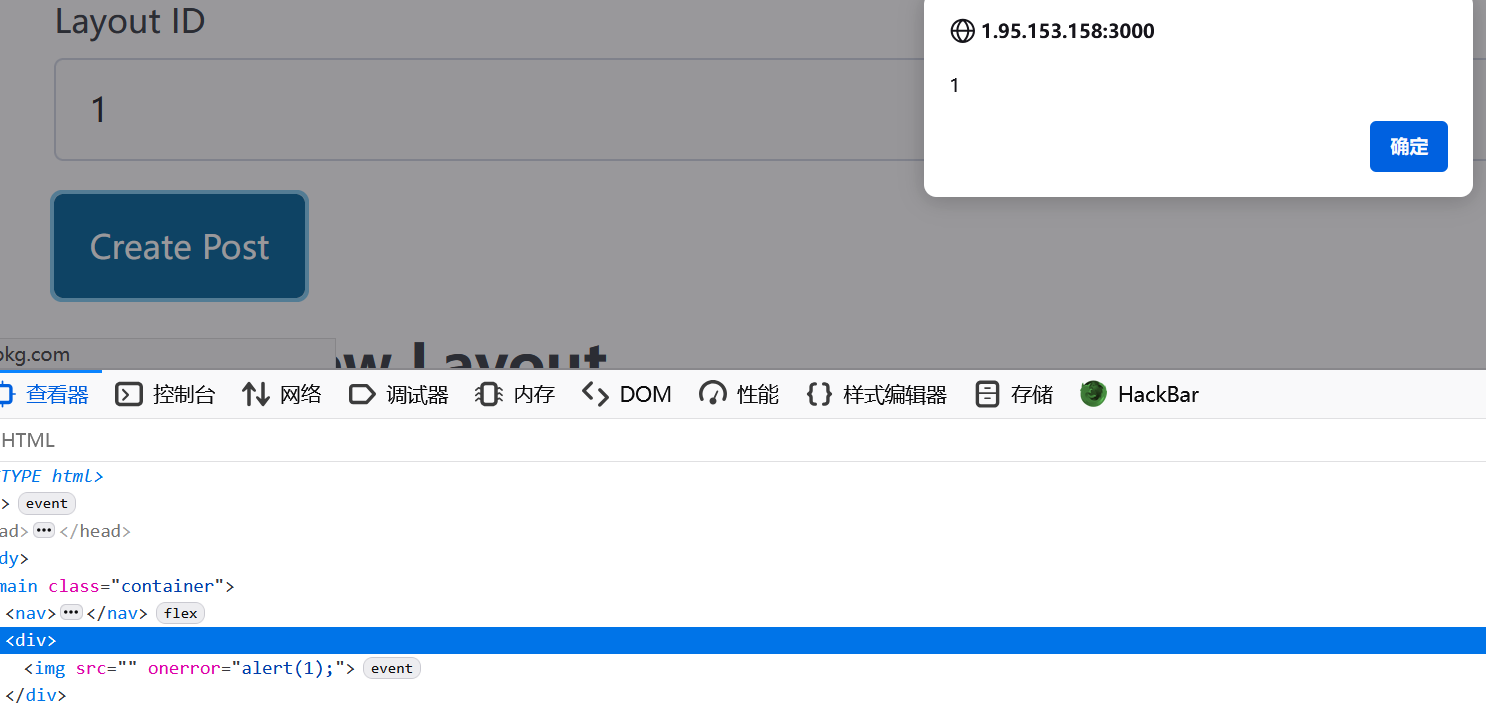 Layout ID
1.95.153.158:3000
1
1
确定
Create Post
okg.com
ow Layout
查看器 控制台 网络 调试器 内存 DOM 性能 样式编辑器 存储 HackBar
HTML
TYPE html>
> event
ad> ••• </head>
dy>
main class="container">
<nav> ••• </nav> flex
<div>
<img src="" onerror="alert(1);"> event
</div>